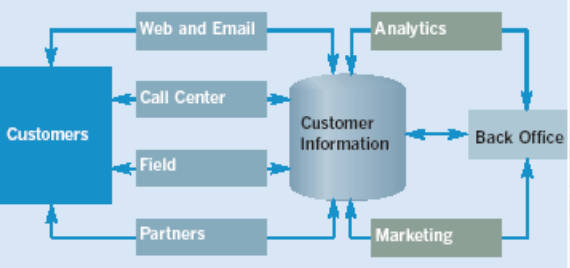 Web and Email
Analytics
Call Center
Customers
Customer
Information
Back Office
Field
Partners
Marketing